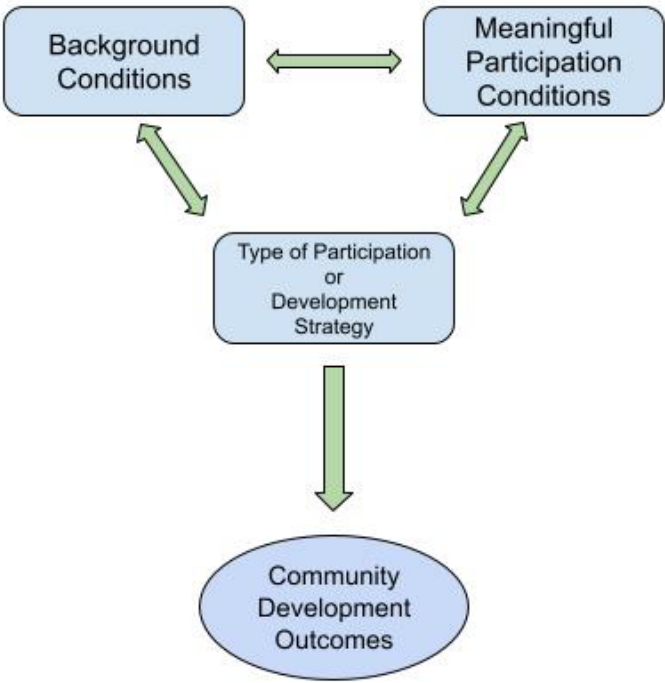 Background
Conditions
Meaningful
Participation
Conditions
Type of Participation
or
Development
Strategy
Community
Development
Outcomes